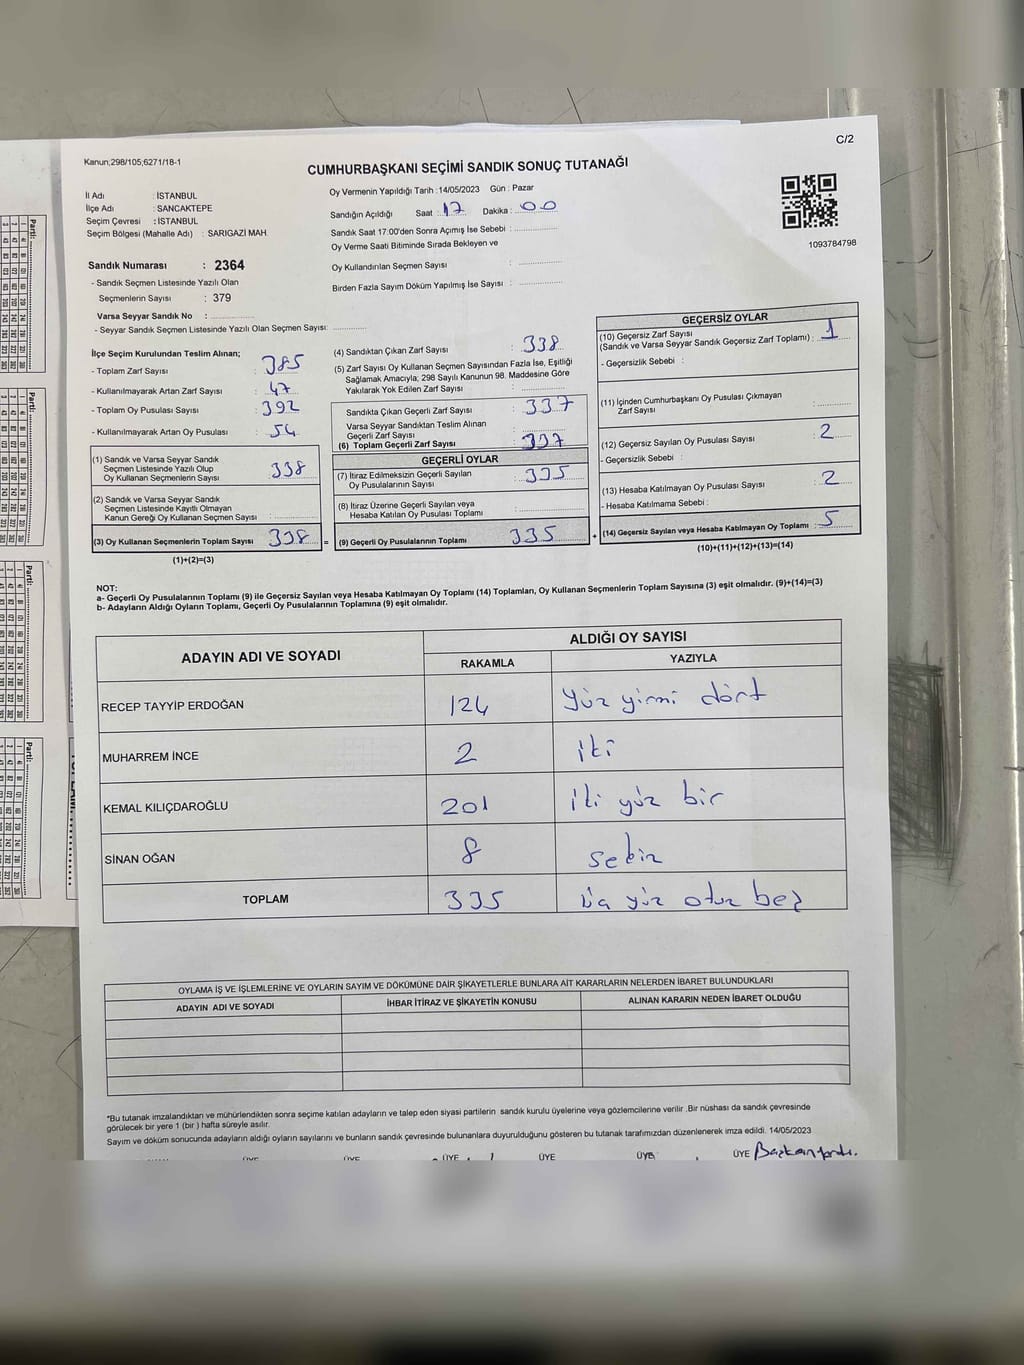 C/2
Kanun;298/105;6271/18-1
CUMHURBAŞKANI SEÇİMİ SANDIK SONUÇ TUTANAĞI
İl Adı : İSTANBUL
İlçe Adı : SANCAKTEPE
Seçim Çevresi : İSTANBUL
Seçim Bölgesi (Mahalle Adı) : SARIGAZİ MAH.
Oy Vermenin Yapıldığı Tarih : 14/05/2023 Gün : Pazar
Sandığın Açıldığı Saat : 17 Dakika : 00
Sandık Saat 17:00'den Sonra Açımış İse Sebebi :
Oy Verme Saati Bitiminde Sırada Bekleyen ve
Oy Kullandırılan Seçmen Sayısı :
Birden Fazla Sayım Döküm Yapılmış İse Sayısı :
1093784798
Sandık Numarası : 2364
- Sandık Seçmen Listesinde Yazılı Olan
Seçmenlerin Sayısı : 379
Varsa Seyyar Sandık No :
- Seyyar Sandık Seçmen Listesinde Yazılı Olan Seçmen Sayısı:
İlçe Seçim Kurulundan Teslim Alınan;
- Toplam Zarf Sayısı : 385
- Kullanılmayarak Artan Zarf Sayısı : 47
- Toplam Oy Pusulası Sayısı : 392
- Kullanılmayarak Artan Oy Pusulası : 54
(1) Sandık ve Varsa Seyyar Sandık
Seçmen Listesinde Yazılı Olup
Oy Kullanan Seçmenlerin Sayısı : 338
(2) Sandık ve Varsa Seyyar Sandık
Seçmen Listesinde Kayıtlı Olmayan
Kanun Gereği Oy Kullanan Seçmen Sayısı :
(3) Oy Kullanan Seçmenlerin Toplam Sayısı 338
(1)+(2)=(3)
(4) Sandıktan Çıkan Zarf Sayısı : 338
(5) Zarf Sayısı Oy Kullanan Seçmen Sayısından Fazla İse, Eşitliği
Sağlamak Amacıyla; 298 Sayılı Kanunun 98. Maddesine Göre
Yakılarak Yok Edilen Zarf Sayısı :
Sandıkta Çıkan Geçerli Zarf Sayısı : 337
Varsa Seyyar Sandıktan Teslim Alınan
Geçerli Zarf Sayısı :
(6) Toplam Geçerli Zarf Sayısı : 337
GEÇERLİ OYLAR
(7) İtiraz Edilmeksizin Geçerli Sayılan
Oy Pusulalarının Sayısı : 335
(8) İtiraz Üzerine Geçerli Sayılan veya
Hesaba Katılan Oy Pusulası Toplamı :
= (9) Geçerli Oy Pusulalarının Toplamı 335
GEÇERSİZ OYLAR
(10) Geçersiz Zarf Sayısı
(Sandık ve Varsa Seyyar Sandık Geçersiz Zarf Toplamı) : 1
- Geçersizlik Sebebi :
(11) İçinden Cumhurbaşkanı Oy Pusulası Çıkmayan
Zarf Sayısı :
(12) Geçersiz Sayılan Oy Pusulası Sayısı : 2
- Geçersizlik Sebebi :
(13) Hesaba Katılmayan Oy Pusulası Sayısı : 2
- Hesaba Katılmama Sebebi :
+ (14) Geçersiz Sayılan veya Hesaba Katılmayan Oy Toplamı : 5
(10)+(11)+(12)+(13)=(14)
NOT:
a- Geçerli Oy Pusulalarının Toplamı (9) ile Geçersiz Sayılan veya Hesaba Katılmayan Oy Toplamı (14) Toplamları, Oy Kullanan Seçmenlerin Toplam Sayısına (3) eşit olmalıdır. (9)+(14)=(3)
b- Adayların Aldığı Oyların Toplamı, Geçerli Oy Pusulalarının Toplamına (9) eşit olmalıdır.
ADAYIN ADI VE SOYADI
ALDIĞI OY SAYISI
RAKAMLA YAZIYLA
RECEP TAYYİP ERDOĞAN 124 yüz yirmi dört
MUHARREM İNCE 2 iki
KEMAL KILIÇDAROĞLU 201 iki yüz bir
SİNAN OĞAN 8 sekiz
TOPLAM 335 yüz otuz beş
OYLAMA İŞ VE İŞLEMLERİNE VE OYLARIN SAYIM VE DÖKÜMÜNE DAİR ŞİKAYETLERLE BUNLARA AİT KARARLARIN NELERDEN İBARET BULUNDUKLARI
ADAYIN ADI VE SOYADI İHBAR İTİRAZ VE ŞİKAYETİN KONUSU ALINAN KARARIN NEDEN İBARET OLDUĞU
*Bu tutanak imzalandıktan ve mühürlendikten sonra seçime katılan adayların ve talep eden siyasi partilerin sandık kurulu üyelerine veya gözlemcilerine verilir .Bir nüshası da sandık çevresinde
görülecek bir yere 1 (bir ) hafta süreyle asılır.
Sayım ve döküm sonucunda adayların aldığı oyların sayılarını ve bunların sandık çevresinde bulunanlara duyurulduğunu gösteren bu tutanak tarafımızdan düzenlenerek imza edildi. 14/05/2023
ÜYE ÜYE ÜYE ÜYE ÜYE ÜYE
Parti:
Parti:
Parti:
Parti: